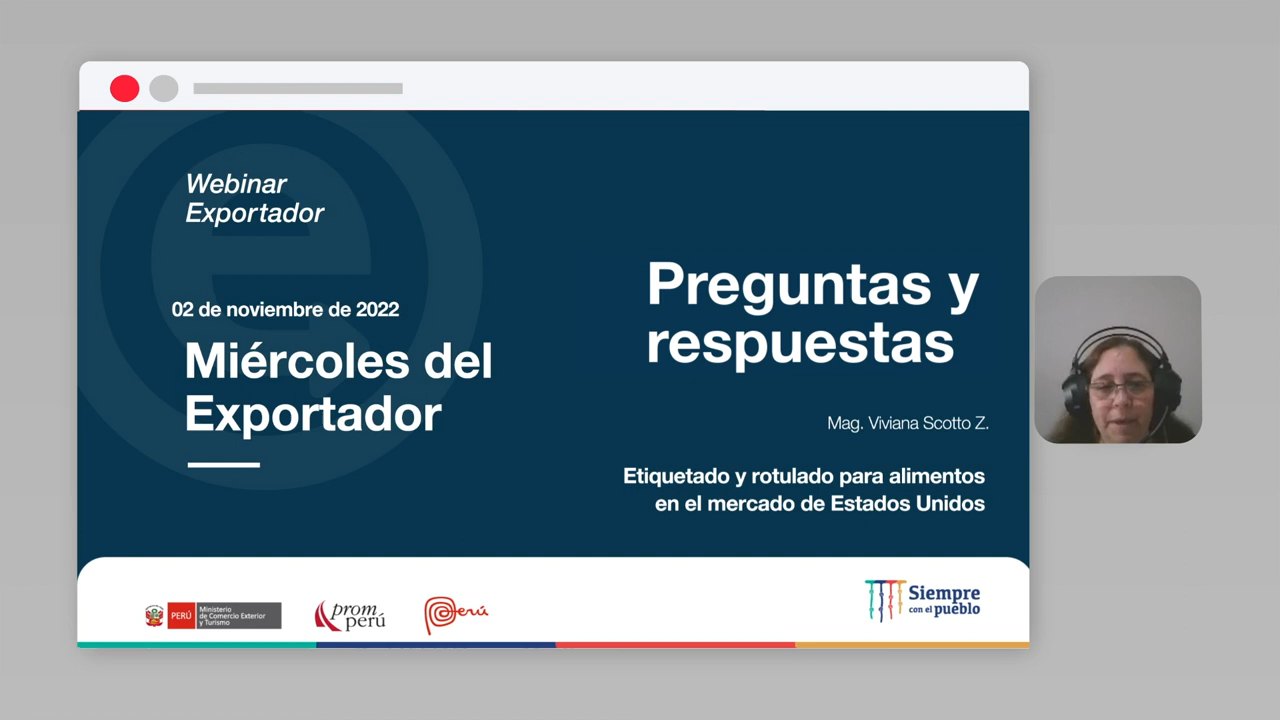 Webinar
Exportador
02 de noviembre de 2022
Miércoles del
Exportador
Preguntas y
respuestas
Mag. Viviana Scotto Z.
Etiquetado y rotulado para alimentos
en el mercado de Estados Unidos
PERÚ
Ministerio
de Comercio Exterior
y Turismo
prom
perú
Perú
Siempre
con el pueblo